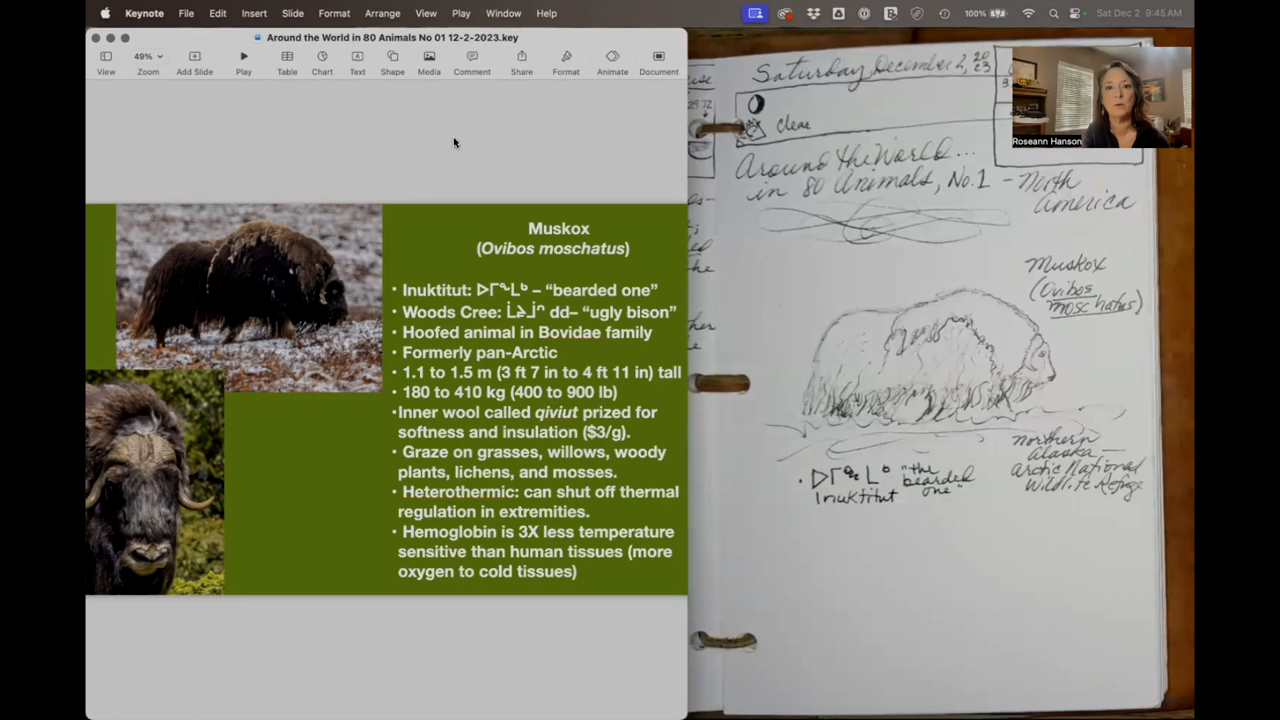 Keynote File Edit Insert Slide Format Arrange View Play Window Help 100% Sat Dec 2 9:45 AM
Around the World in 80 Animals No 01 12-2-2023.key
49%
View Zoom Add Slide Play Table Chart Text Shape Media Comment Share Format Animate Document
Muskox
(Ovibos moschatus)
• Inuktitut: ᐅᒥᖕᒪᒃ – “bearded one”
• Woods Cree: dd– “ugly bison”
• Hoofed animal in Bovidae family
• Formerly pan-Arctic
• 1.1 to 1.5 m (3 ft 7 in to 4 ft 11 in) tall
• 180 to 410 kg (400 to 900 lb)
•Inner wool called qiviut prized for
softness and insulation ($3/g).
• Graze on grasses, willows, woody
plants, lichens, and mosses.
• Heterothermic: can shut off thermal
regulation in extremities.
• Hemoglobin is 3X less temperature
sensitive than human tissues (more
oxygen to cold tissues)
Saturday, December 2, 2023
clear
Around the World...
in 80 Animals, No.1 – North
America
Muskox
(Ovibos
moschatus)
northern
Alaska —
Arctic National
Wildlife Refuge
• ᐅᒥᖕᒪᒃ "the
bearded
one"
Inuktitut
Roseann Hanson